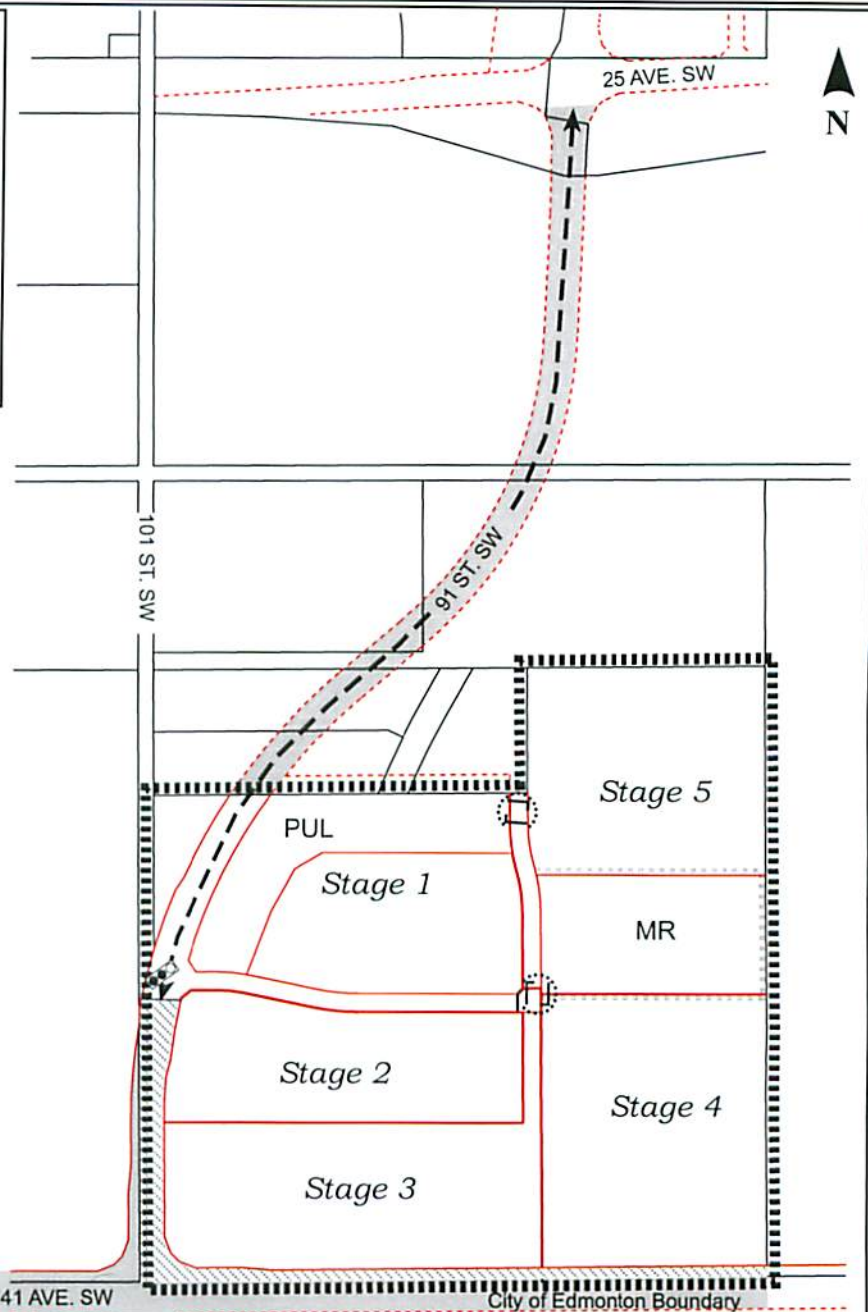 25 AVE. SW
N
101 ST. SW
91 ST. SW
Stage 5
PUL
Stage 1
MR
Stage 2
Stage 4
Stage 3
41 AVE. SW
City of Edmonton Boundary